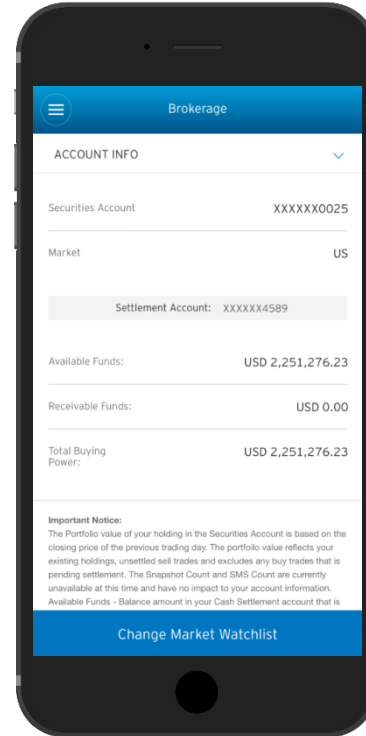 Brokerage
ACCOUNT INFO
Securities Account XXXXXX0025
Market US
Settlement Account: XXXXXX4589
Available Funds: USD 2,251,276.23
Receivable Funds: USD 0.00
Total Buying
Power: USD 2,251,276.23
Important Notice:
The Portfolio value of your holding in the Securities Account is based on the
closing price of the previous trading day. The portfoilo value reflects your
existing holdings, unsettled sell trades and excludes any buy trades that is
pending settlement. The Snapshot Count and SMS Count are currently
unavailable at this time and have no impact to your account information.
Available Funds - Balance amount in your Cash Settlement account that is
Change Market Watchlist